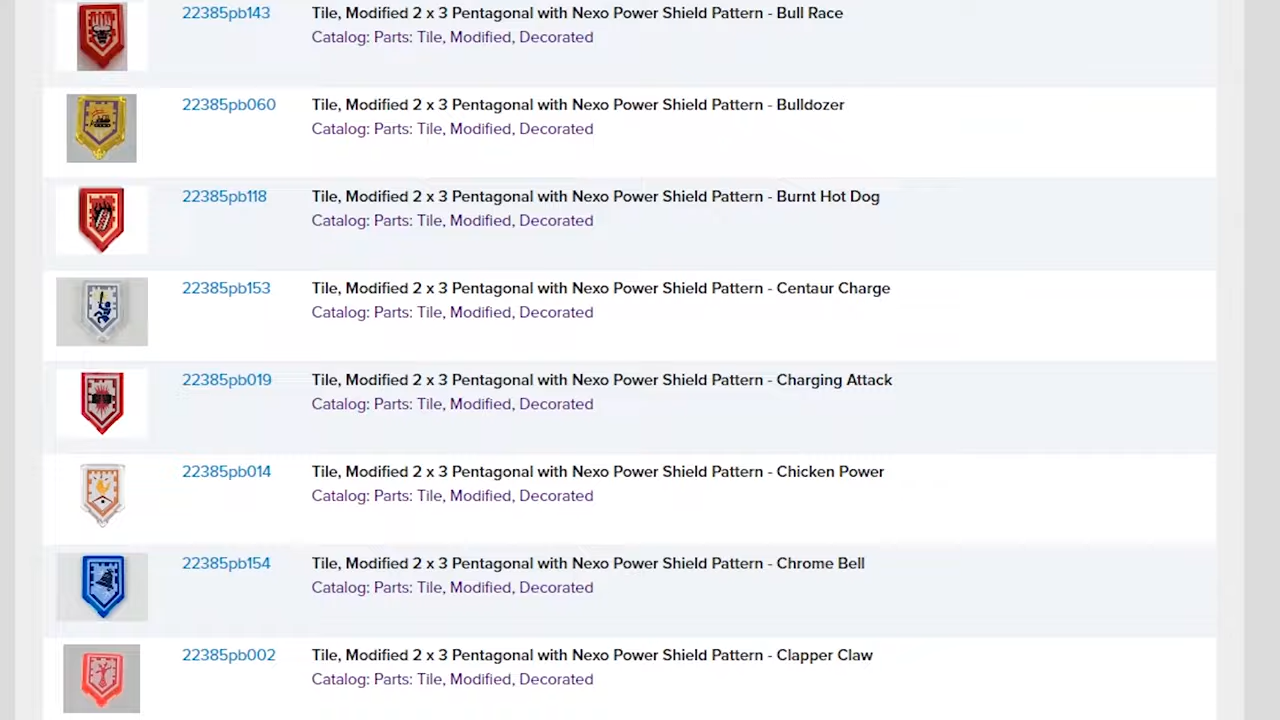 22385pb143 Tile, Modified 2 x 3 Pentagonal with Nexo Power Shield Pattern - Bull Race
Catalog: Parts: Tile, Modified, Decorated
22385pb060 Tile, Modified 2 x 3 Pentagonal with Nexo Power Shield Pattern - Bulldozer
Catalog: Parts: Tile, Modified, Decorated
22385pb118 Tile, Modified 2 x 3 Pentagonal with Nexo Power Shield Pattern - Burnt Hot Dog
Catalog: Parts: Tile, Modified, Decorated
22385pb153 Tile, Modified 2 x 3 Pentagonal with Nexo Power Shield Pattern - Centaur Charge
Catalog: Parts: Tile, Modified, Decorated
22385pb019 Tile, Modified 2 x 3 Pentagonal with Nexo Power Shield Pattern - Charging Attack
Catalog: Parts: Tile, Modified, Decorated
22385pb014 Tile, Modified 2 x 3 Pentagonal with Nexo Power Shield Pattern - Chicken Power
Catalog: Parts: Tile, Modified, Decorated
22385pb154 Tile, Modified 2 x 3 Pentagonal with Nexo Power Shield Pattern - Chrome Bell
Catalog: Parts: Tile, Modified, Decorated
22385pb002 Tile, Modified 2 x 3 Pentagonal with Nexo Power Shield Pattern - Clapper Claw
Catalog: Parts: Tile, Modified, Decorated